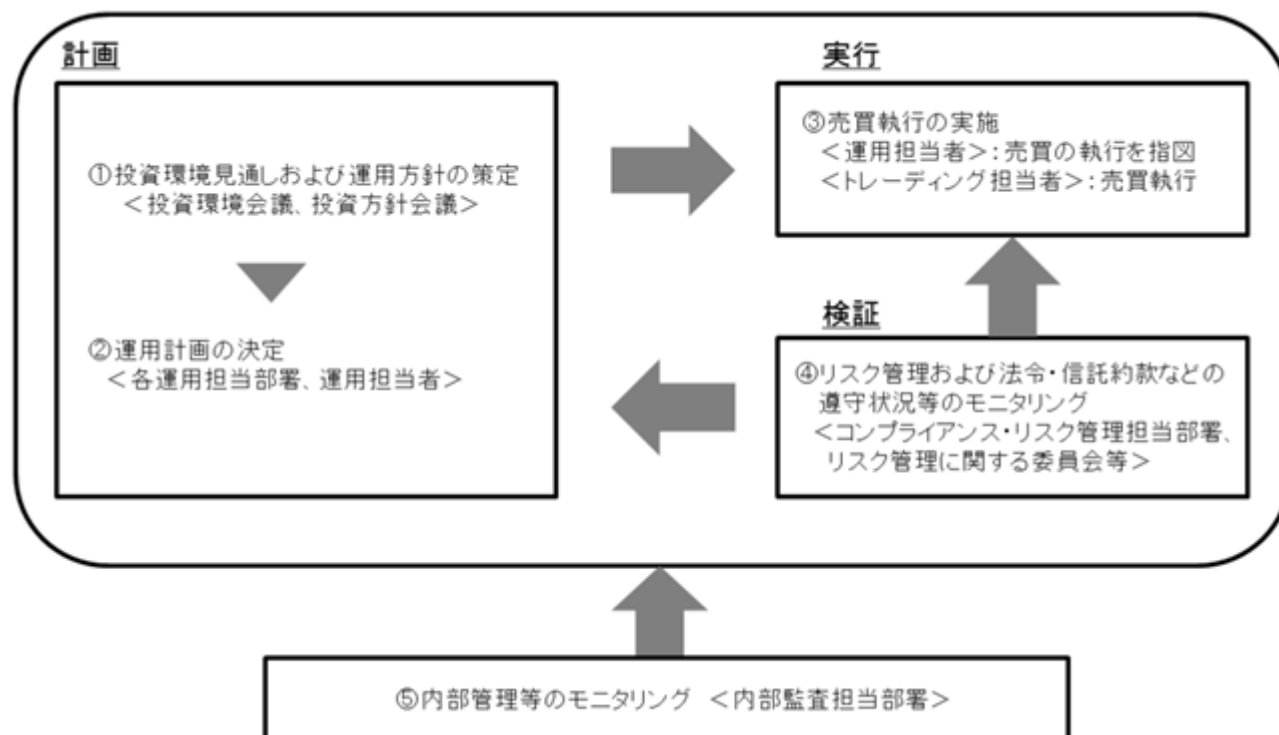 計画
①投資環境見通しおよび運用方針の策定
＜投資環境会議、投資方針会議＞
②運用計画の決定
＜各運用担当部署、運用担当者＞
実行
③売買執行の実施
＜運用担当者＞：売買の執行を指図
＜トレーディング担当者＞：売買執行
検証
④リスク管理および法令・信託約款などの
遵守状況等のモニタリング
＜コンプライアンス・リスク管理担当部署、
リスク管理に関する委員会等＞
⑤内部管理等のモニタリング ＜内部監査担当部署＞